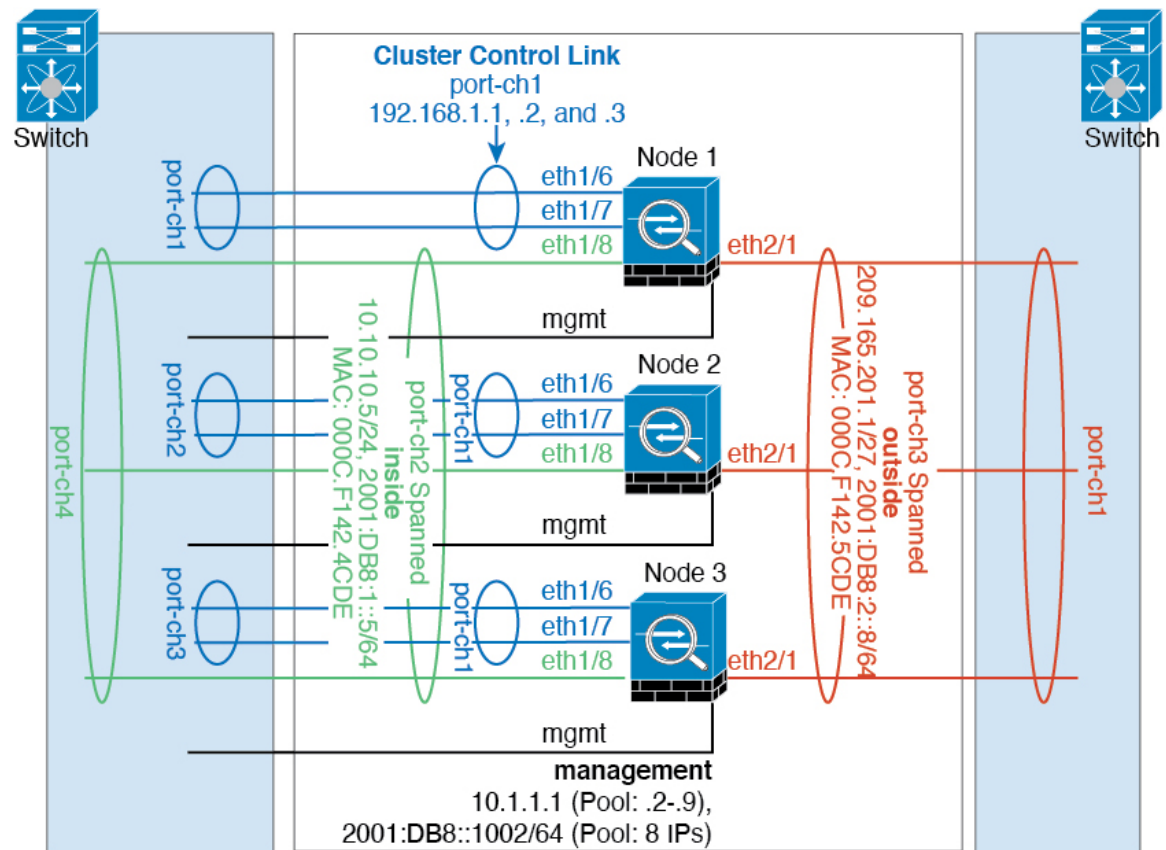 Switch
Switch
Cluster Control Link
port-ch1
192.168.1.1, .2, and .3
port-ch1
eth1/6
eth1/7
eth1/8
Node 1
eth2/1
mgmt
port-ch2
port-ch1
eth1/6
eth1/7
eth1/8
Node 2
eth2/1
mgmt
port-ch3
port-ch1
eth1/6
eth1/7
eth1/8
Node 3
eth2/1
mgmt
port-ch4
port-ch2 Spanned
inside
10.10.10.5/24, 2001:DB8:1::5/64
MAC: 000C.F142.4CDE
port-ch3 Spanned
outside
209.165.201.1/27, 2001:DB8:2::8/64
MAC: 000C.F142.5CDE
port-ch1
management
10.1.1.1 (Pool: .2-.9),
2001:DB8::1002/64 (Pool: 8 IPs)